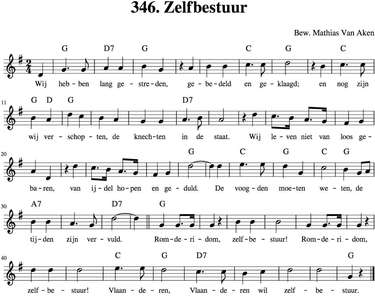 346. Zelfbestuur
Bew. Mathias Van Aken
G D7 G C G C
Wij heb-ben lang ge-stre-den, ge-be-deld en ge-klaagd; en nog zijn
11
G D G D7 G
wij ver-schop-ten, de knech-ten in de staat. Wij le-ven niet van loos ge-
20
G C G C G
ba-ren, van ij-del ho-pen en ge-duld. De voog-den moe-ten we-ten, de
30
A7 D7 G
tij-den zijn ver-vuld. Rom-de-ri-dom, zelf-be-stuur! Rom-de-ri-dom,
40
C G D7 G
zelf-be-stuur! Vlaan-de-ren, Vlaan-de-ren wil zelf-be-stuur.